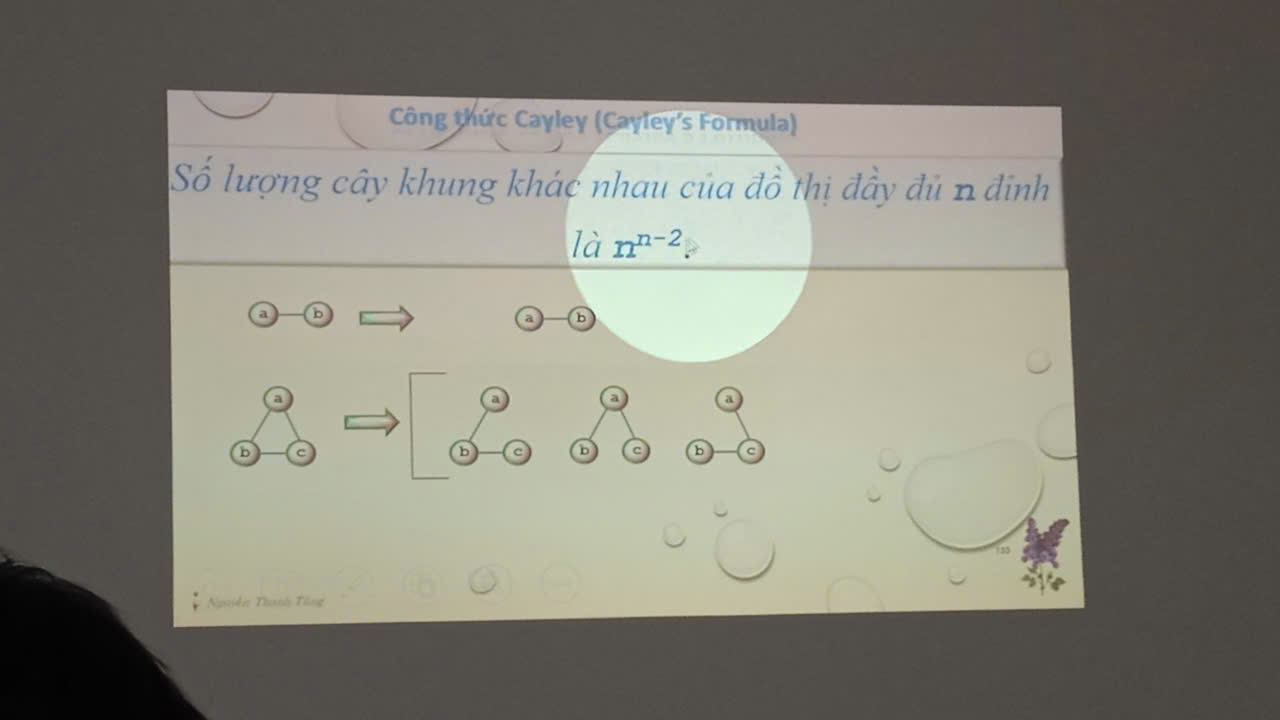 Công thức Cayley (Cayley's Formula)
Số lượng cây khung khác nhau của đồ thị đầy đủ n đỉnh
là nⁿ⁻².
a b a b
a a a a
b c b c b c b c
Nguyễn Thanh Tùng